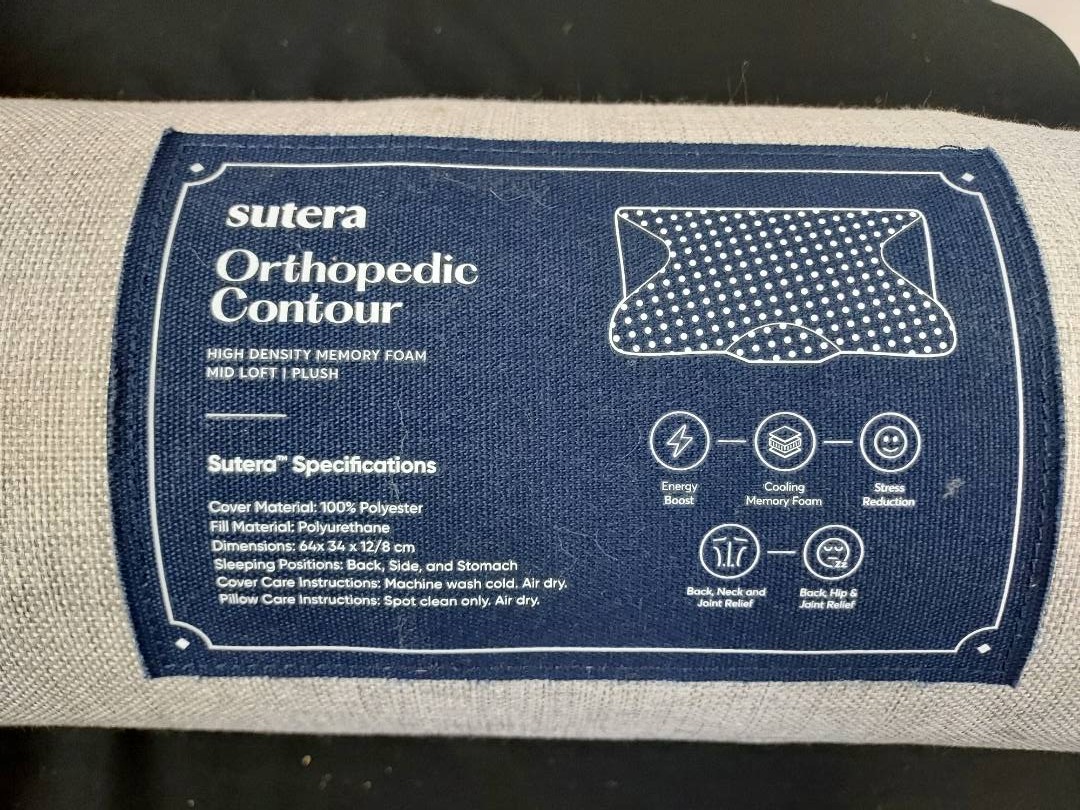 sutera
Orthopedic
Contour
HIGH DENSITY MEMORY FOAM
MID LOFT | PLUSH
Sutera™ Specifications
Cover Material: 100% Polyester
Fill Material: Polyurethane
Dimensions: 64x 34 x 12/8 cm
Sleeping Positions: Back, Side, and Stomach
Cover Care Instructions: Machine wash cold. Air dry.
Pillow Care Instructions: Spot clean only. Air dry.
Energy
Boost
Cooling
Memory Foam
Stress
Reduction
Back, Neck and
Joint Relief
Back, Hip &
Joint Relief